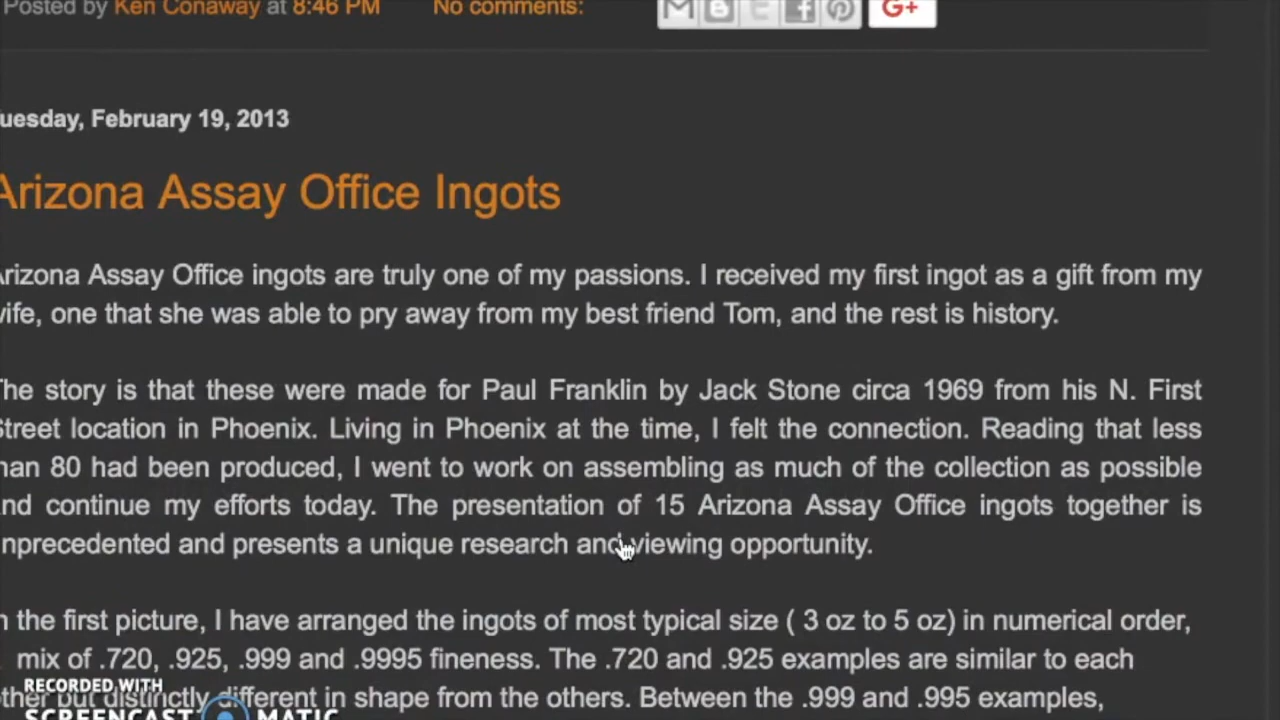 Posted by Ken Conaway at 8:46 PM No comments:
G+
uesday, February 19, 2013
Arizona Assay Office Ingots
Arizona Assay Office ingots are truly one of my passions. I received my first ingot as a gift from my
wife, one that she was able to pry away from my best friend Tom, and the rest is history.
The story is that these were made for Paul Franklin by Jack Stone circa 1969 from his N. First
Street location in Phoenix. Living in Phoenix at the time, I felt the connection. Reading that less
han 80 had been produced, I went to work on assembling as much of the collection as possible
nd continue my efforts today. The presentation of 15 Arizona Assay Office ingots together is
nprecedented and presents a unique research and viewing opportunity.
n the first picture, I have arranged the ingots of most typical size ( 3 oz to 5 oz) in numerical order,
mix of .720, .925, .999 and .9995 fineness. The .720 and .925 examples are similar to each
other but distinctly different in shape from the others. Between the .999 and .995 examples,
RECORDED WITH
SCREENCAST MATIC